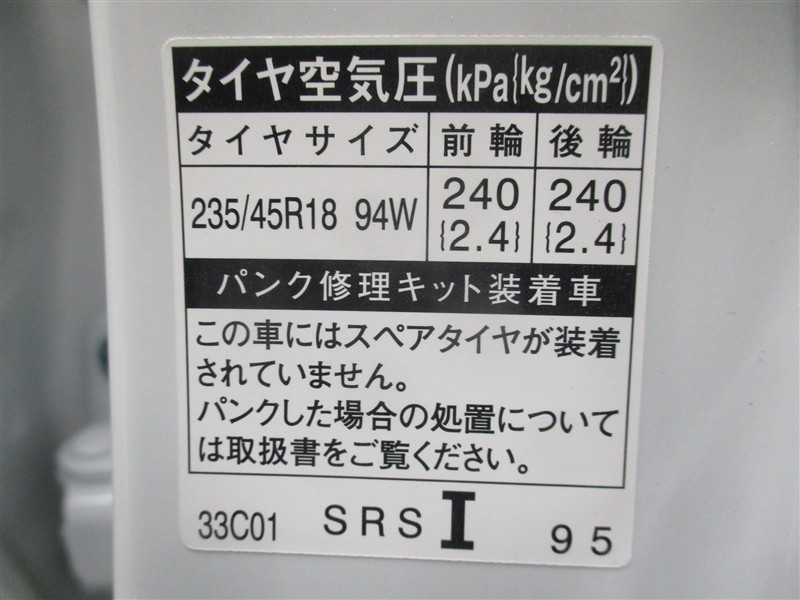 タイヤ空気圧(kPa{kg/cm²})
タイヤサイズ 前輪 後輪
235/45R18 94W 240 240
{2.4} {2.4}
パンク修理キット装着車
この車にはスペアタイヤが装着
されていません。
パンクした場合の処置について
は取扱書をご覧ください。
33C01 SRS I 95